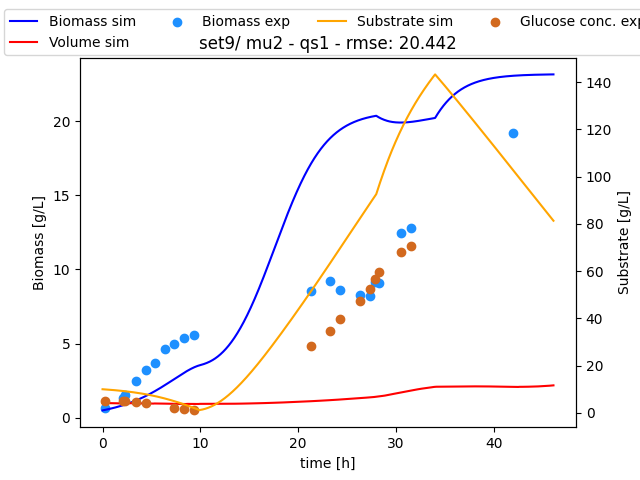 Biomass sim Biomass exp Substrate sim Glucose conc. exp
Volume sim
set9/ mu2 - qs1 - rmse: 20.442
Biomass [g/L]
0
5
10
15
20
0
20
40
60
80
100
120
140
Substrate [g/L]
0 10 20 30 40
time [h]